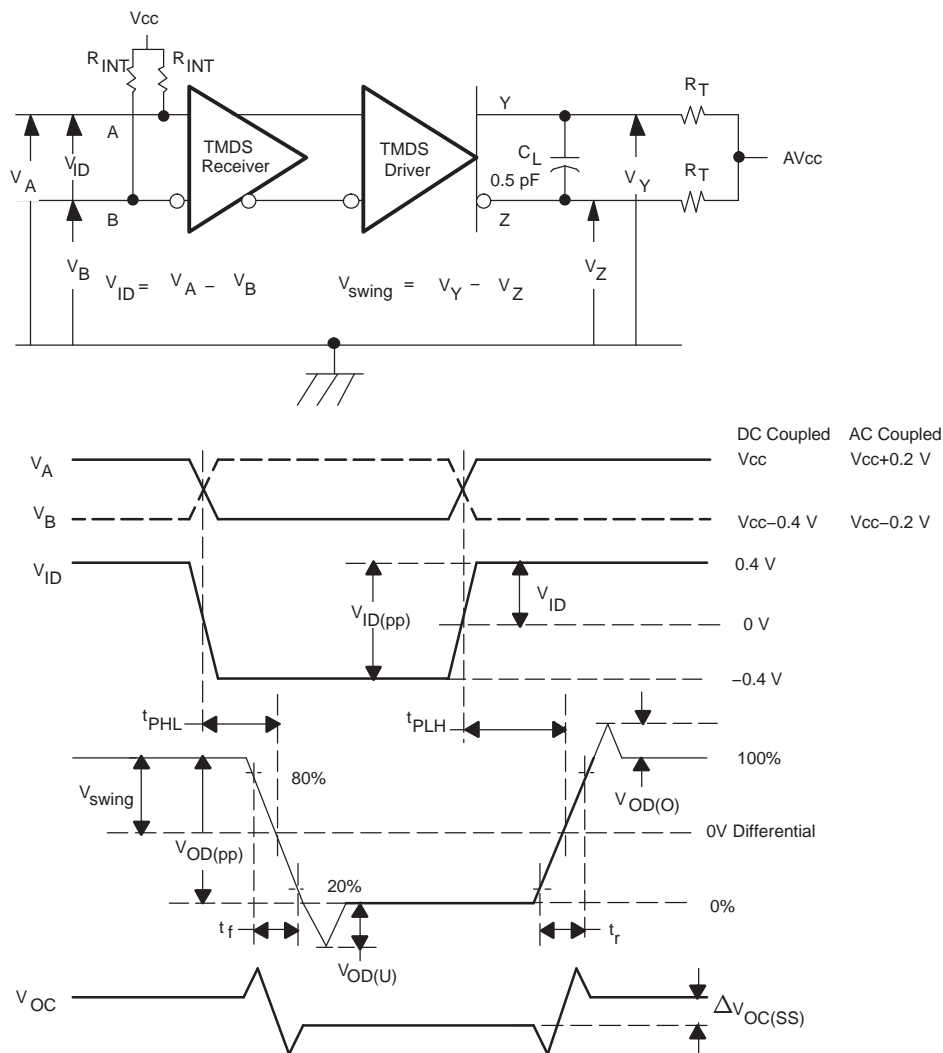 Vcc
RINT RINT
RT
Y
A
TMDS Receiver
TMDS Driver
CL
0.5 pF
VID
VA
VY
AVcc
RT
B
Z
VB
VZ
VID = VA − VB
Vswing = VY − VZ
DC Coupled AC Coupled
VA
Vcc Vcc+0.2 V
VB
Vcc−0.4 V Vcc−0.2 V
VID
0.4 V
VID
VID(pp)
0 V
−0.4 V
tPHL
tPLH
100%
80%
Vswing
VOD(O)
0V Differential
VOD(pp)
20%
0%
tf
tr
VOD(U)
VOC
ΔVOC(SS)